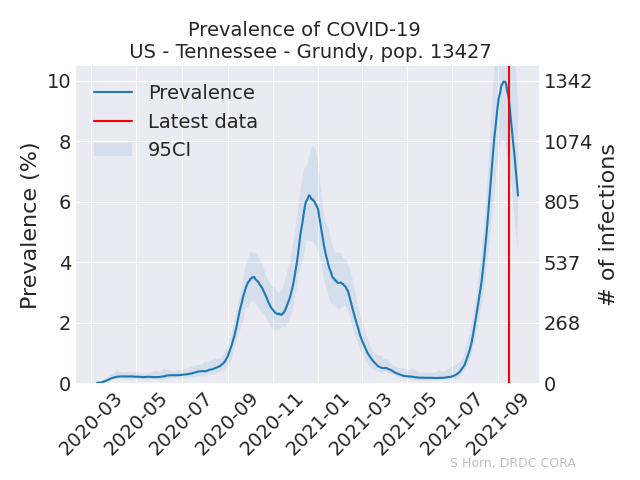 Prevalence of COVID-19
US - Tennessee - Grundy, pop. 13427
Prevalence
Latest data
95CI
Prevalence (%)
10
8
6
4
2
0
1342
1074
805
537
268
0
# of infections
2020-03
2020-05
2020-07
2020-09
2020-11
2021-01
2021-03
2021-05
2021-07
2021-09
S Horn, DRDC CORA